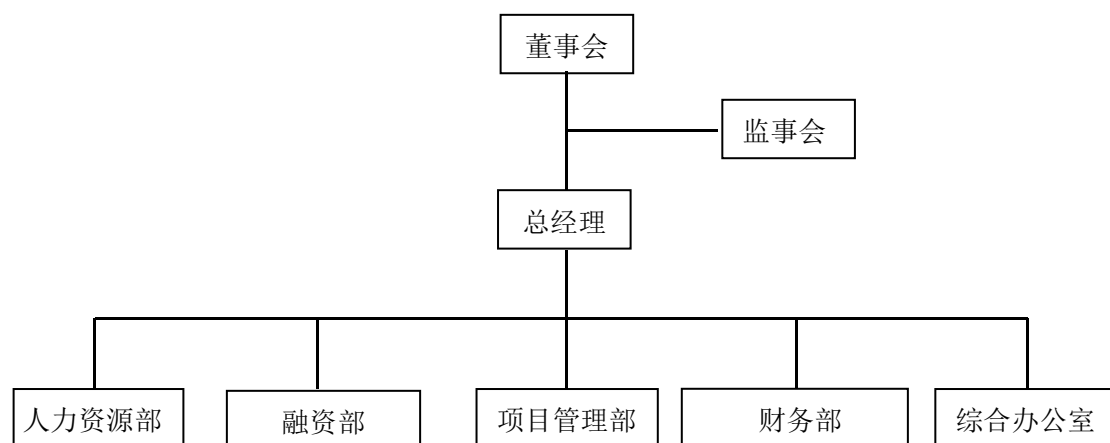 董事会
监事会
总经理
人力资源部
融资部
项目管理部
财务部
综合办公室